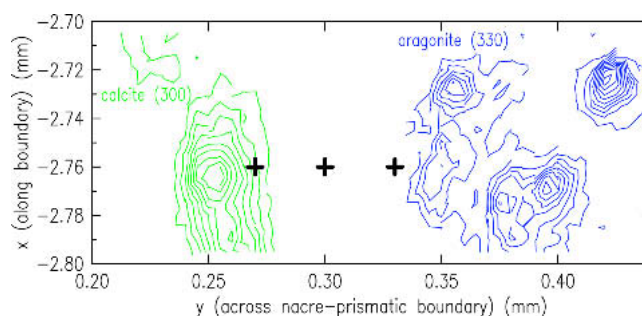 -2.70
-2.72
-2.74
-2.76
-2.78
-2.80
x (along boundary) (mm)
calcite (300)
aragonite (330)
0.20
0.25
0.30
0.35
0.40
y (across nacre-prismatic boundary) (mm)